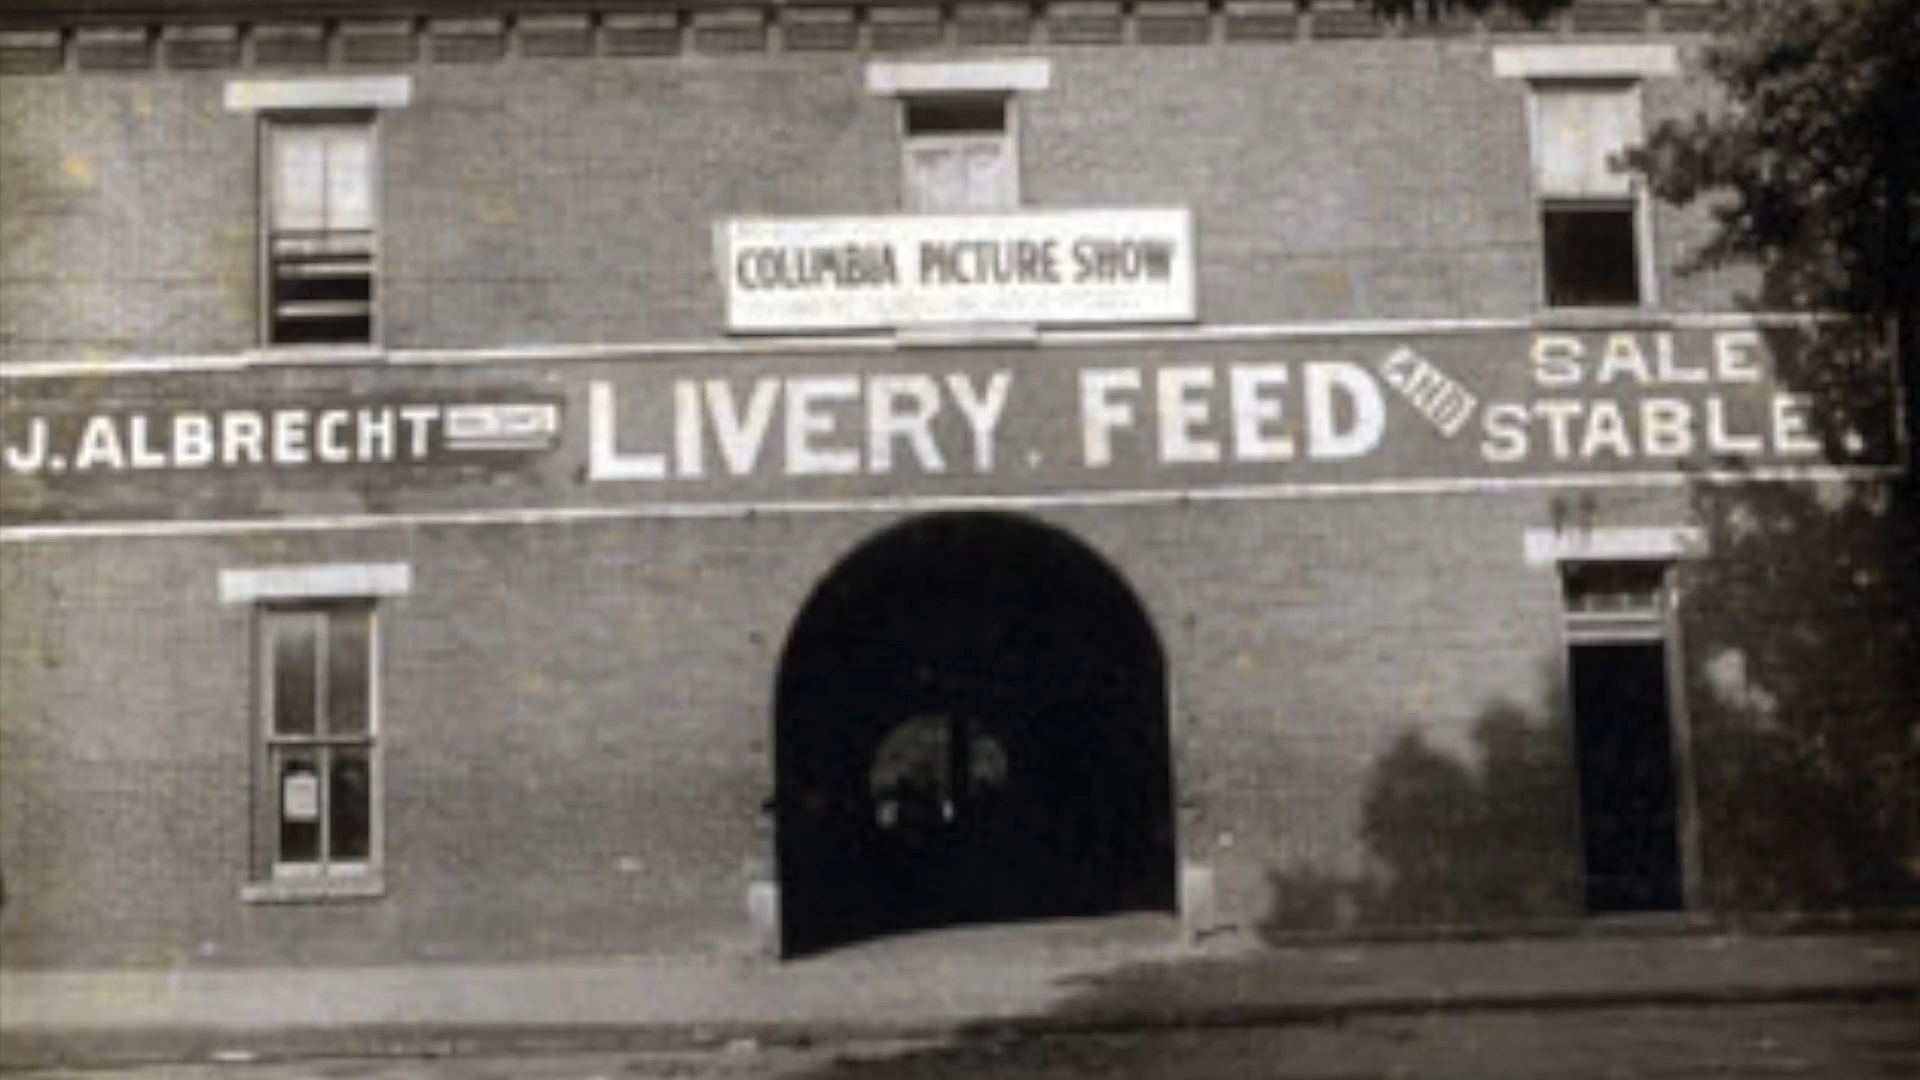 COLUMBIA PICTURE SHOW
J. ALBRECHT LIVERY. FEED AND SALE
STABLE.